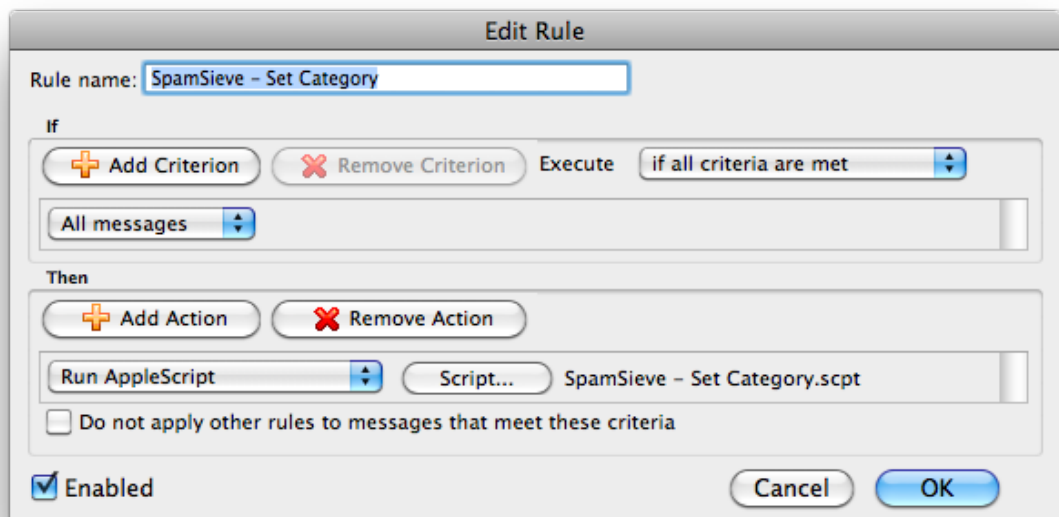 Edit Rule
Rule name: SpamSieve – Set Category
If
Add Criterion Remove Criterion Execute if all criteria are met
All messages
Then
Add Action Remove Action
Run AppleScript Script... SpamSieve – Set Category.scpt
Do not apply other rules to messages that meet these criteria
Enabled Cancel OK